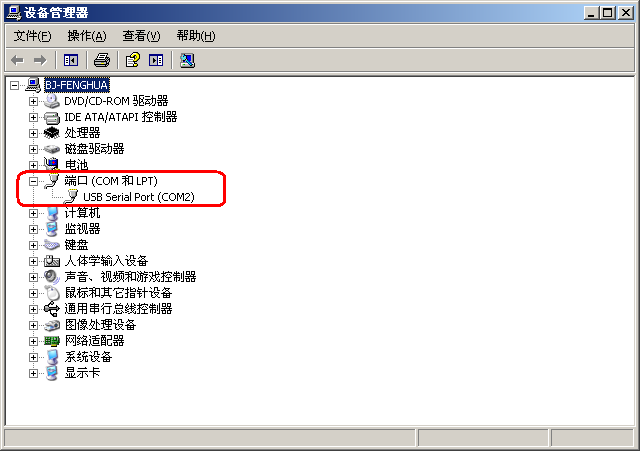 设备管理器
文件(F) 操作(A) 查看(V) 帮助(H)
BJ-FENGHUA
DVD/CD-ROM 驱动器
IDE ATA/ATAPI 控制器
处理器
磁盘驱动器
电池
端口 (COM 和 LPT)
USB Serial Port (COM2)
计算机
监视器
键盘
人体学输入设备
声音、视频和游戏控制器
鼠标和其它指针设备
通用串行总线控制器
图像处理设备
网络适配器
系统设备
显示卡